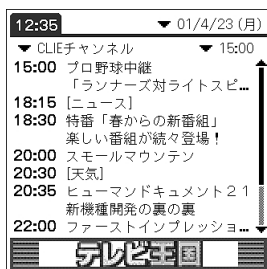 12:35 ▼ 01/4/23 (月)
▼ CLIEチャンネル ▼ 15:00
15:00 プロ野球中継
「ランナーズ対ライトスピ…
18:15 [ニュース]
18:30 特番「春からの新番組」
楽しい番組が続々登場！
20:00 スモールマウンテン
20:30 [天気]
20:35 ヒューマンドキュメント２１
新機種開発の裏の裏
22:00 ファーストインプレッショ…
テレビ王国